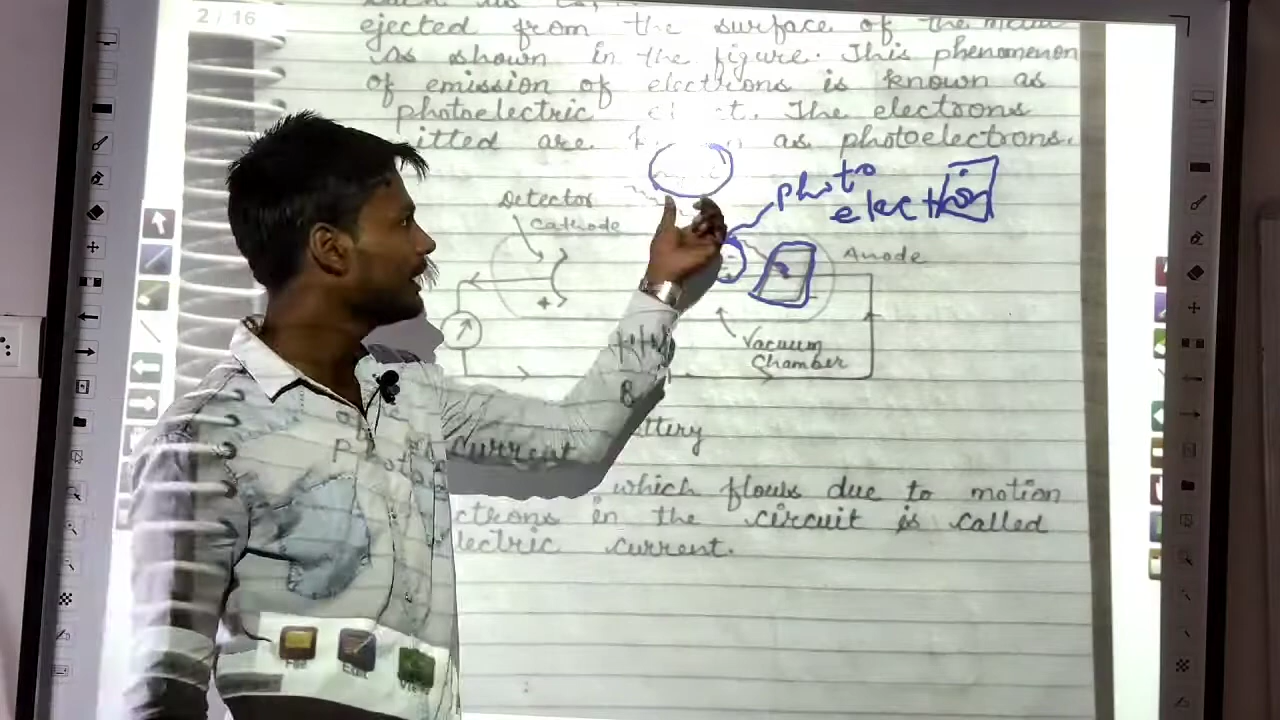 2 / 16
ejected from the surface of the metal
As shown in the figure. This phenomenon
of emission of electrons is known as
photoelectric. The electrons
itted are as photoelectrons.
photo
electron
Detector
Cathode
Anode
+
Vacuum
Chamber
current
which flows due to motion
ctrons in the circuit is called
lectric current.